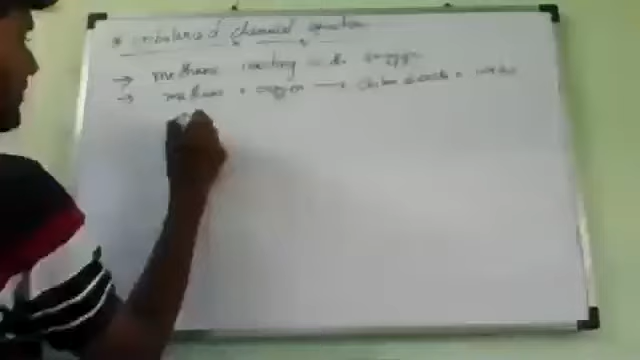 * unbalanced chemical equation
→ methane reacting with oxygen
→ methane + oxygen → carbon dioxide + water